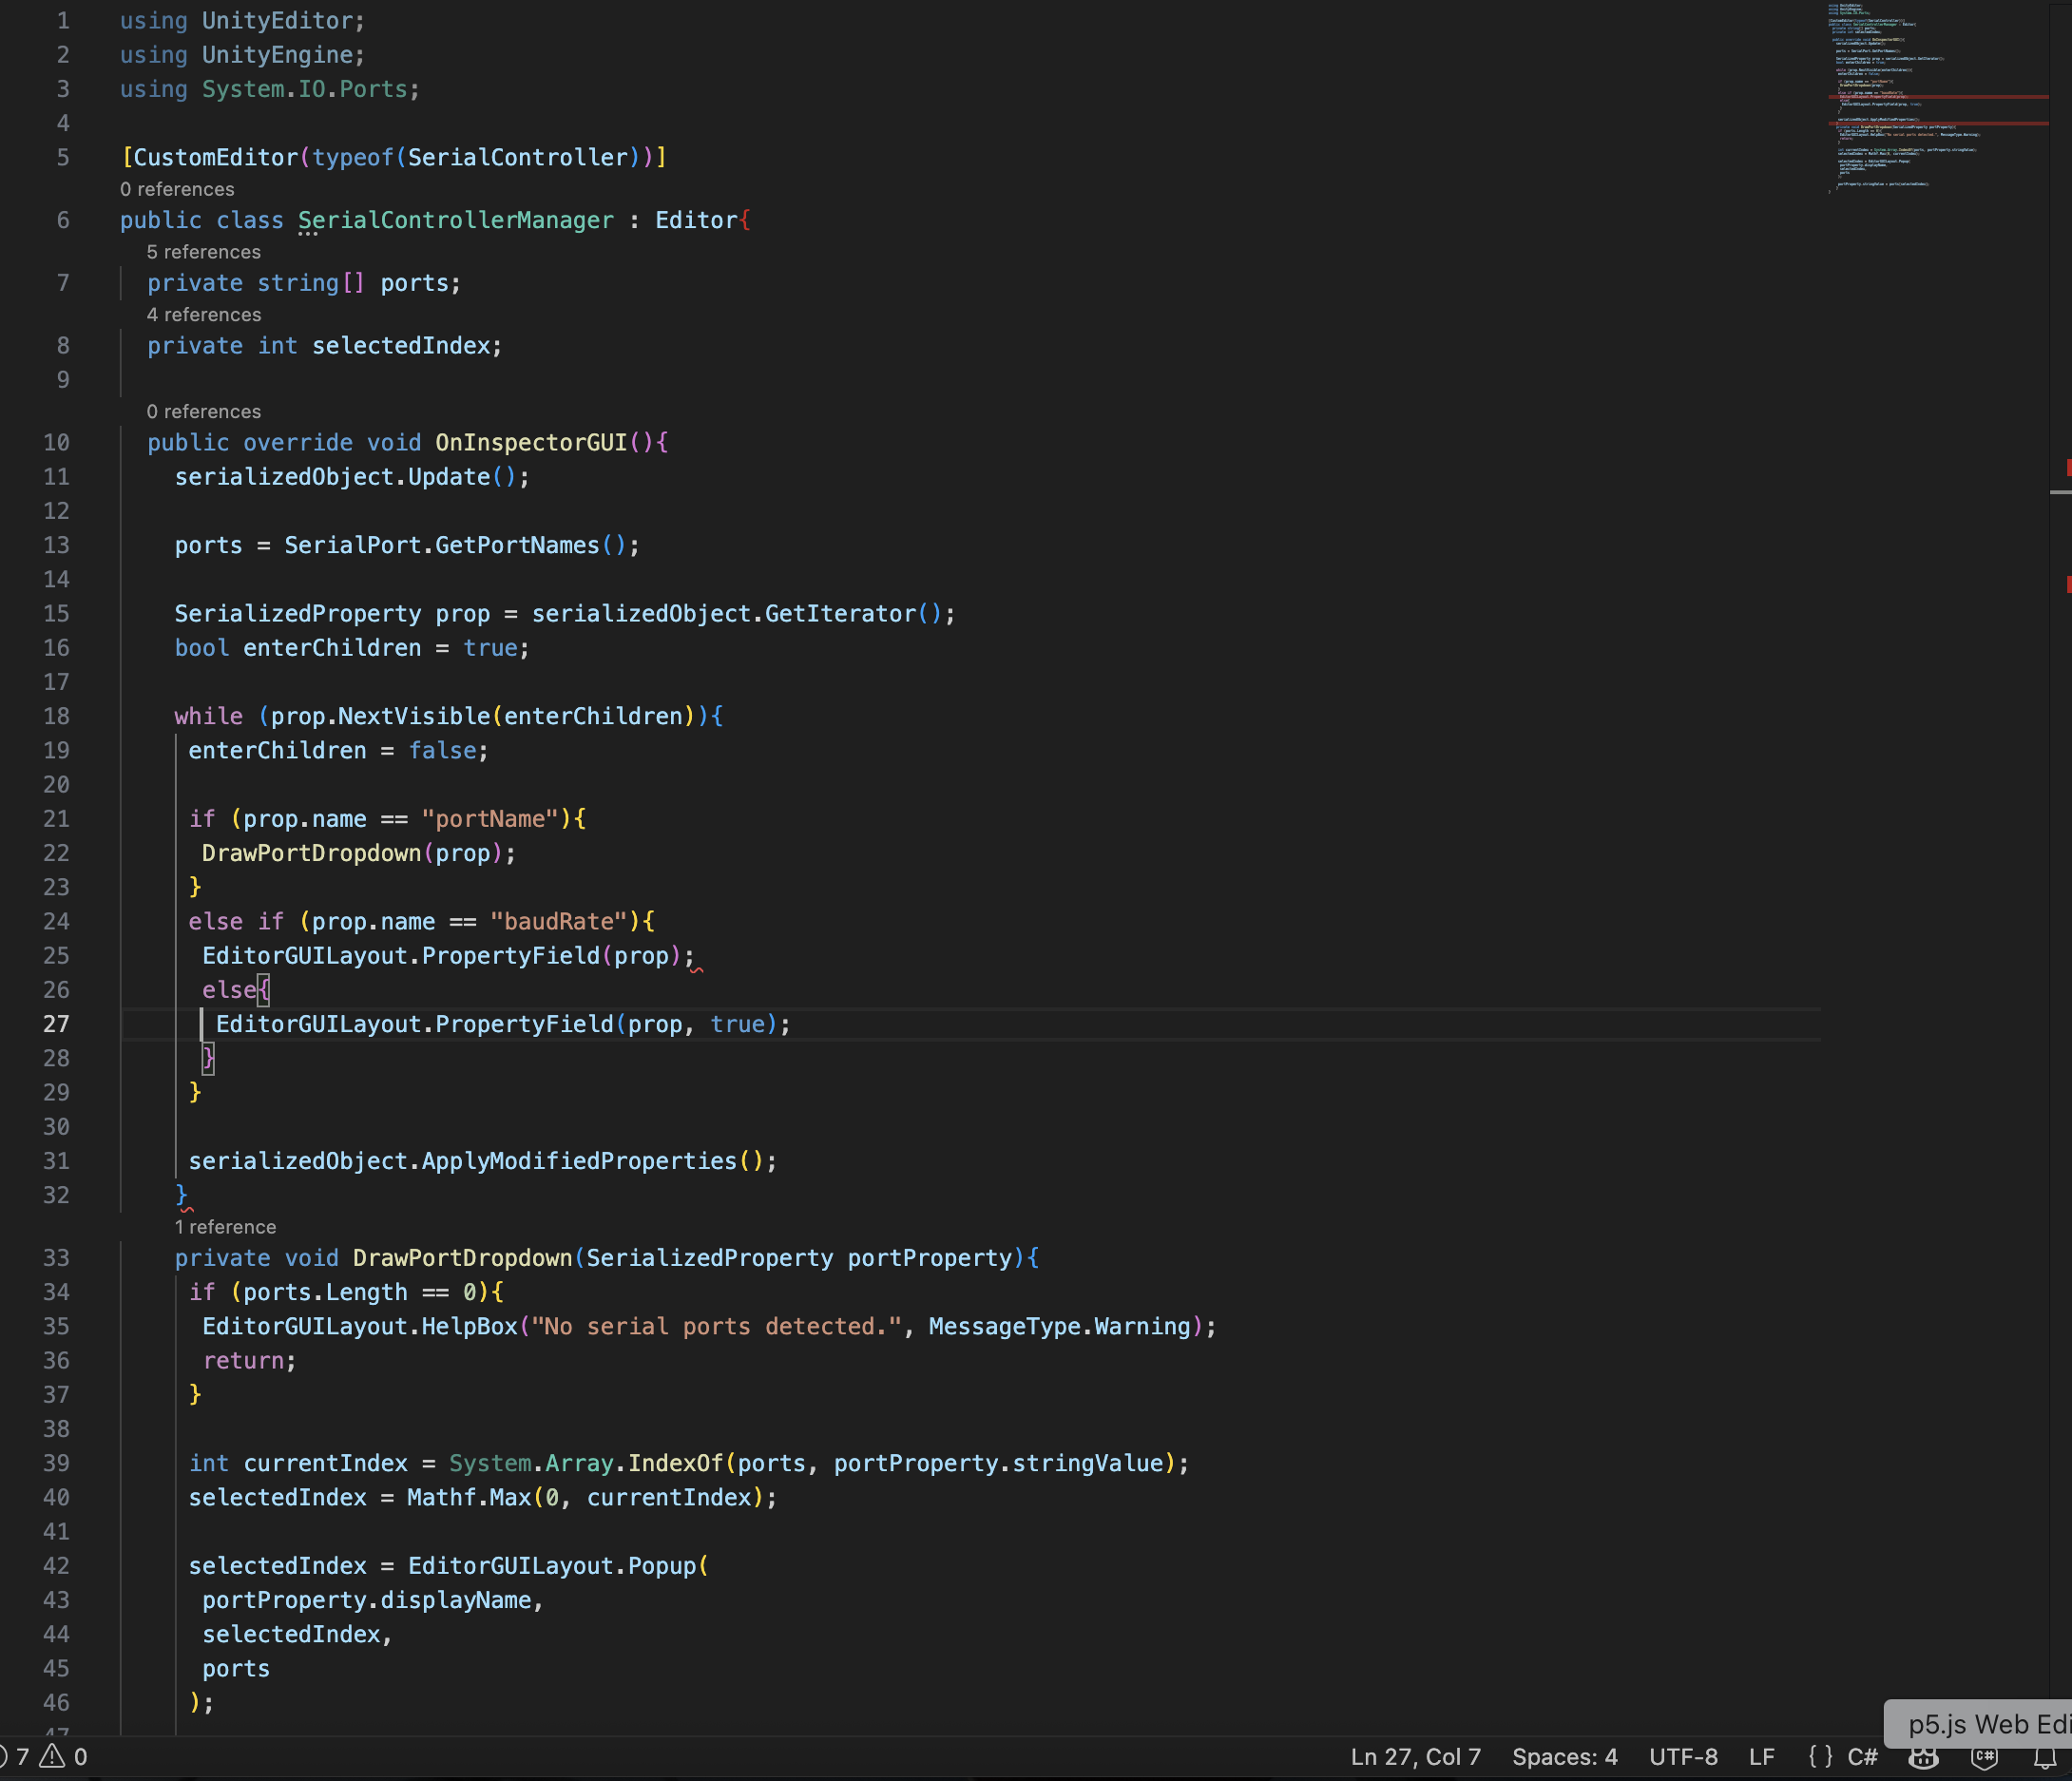 1 using UnityEditor;
2 using UnityEngine;
3 using System.IO.Ports;
4
5 [CustomEditor(typeof(SerialController))]
0 references
6 public class SerialControllerManager : Editor{
5 references
7 private string[] ports;
4 references
8 private int selectedIndex;
9
0 references
10 public override void OnInspectorGUI(){
11 serializedObject.Update();
12
13 ports = SerialPort.GetPortNames();
14
15 SerializedProperty prop = serializedObject.GetIterator();
16 bool enterChildren = true;
17
18 while (prop.NextVisible(enterChildren)){
19 enterChildren = false;
20
21 if (prop.name == "portName"){
22 DrawPortDropdown(prop);
23 }
24 else if (prop.name == "baudRate"){
25 EditorGUILayout.PropertyField(prop);
26 else{
27 EditorGUILayout.PropertyField(prop, true);
28 }
29 }
30
31 serializedObject.ApplyModifiedProperties();
32 }
1 reference
33 private void DrawPortDropdown(SerializedProperty portProperty){
34 if (ports.Length == 0){
35 EditorGUILayout.HelpBox("No serial ports detected.", MessageType.Warning);
36 return;
37 }
38
39 int currentIndex = System.Array.IndexOf(ports, portProperty.stringValue);
40 selectedIndex = Mathf.Max(0, currentIndex);
41
42 selectedIndex = EditorGUILayout.Popup(
43 portProperty.displayName,
44 selectedIndex,
45 ports
46 );
47
p5.js Web Edi
7 0 Ln 27, Col 7 Spaces: 4 UTF-8 LF {} C#